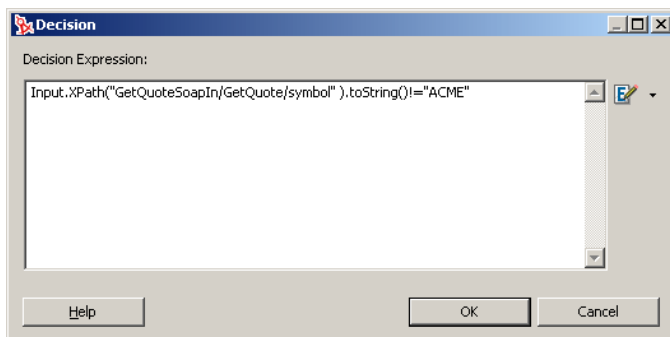 Decision
Decision Expression:
Input.XPath("GetQuoteSoapIn/GetQuote/symbol" ).toString()!="ACME"
Help OK Cancel